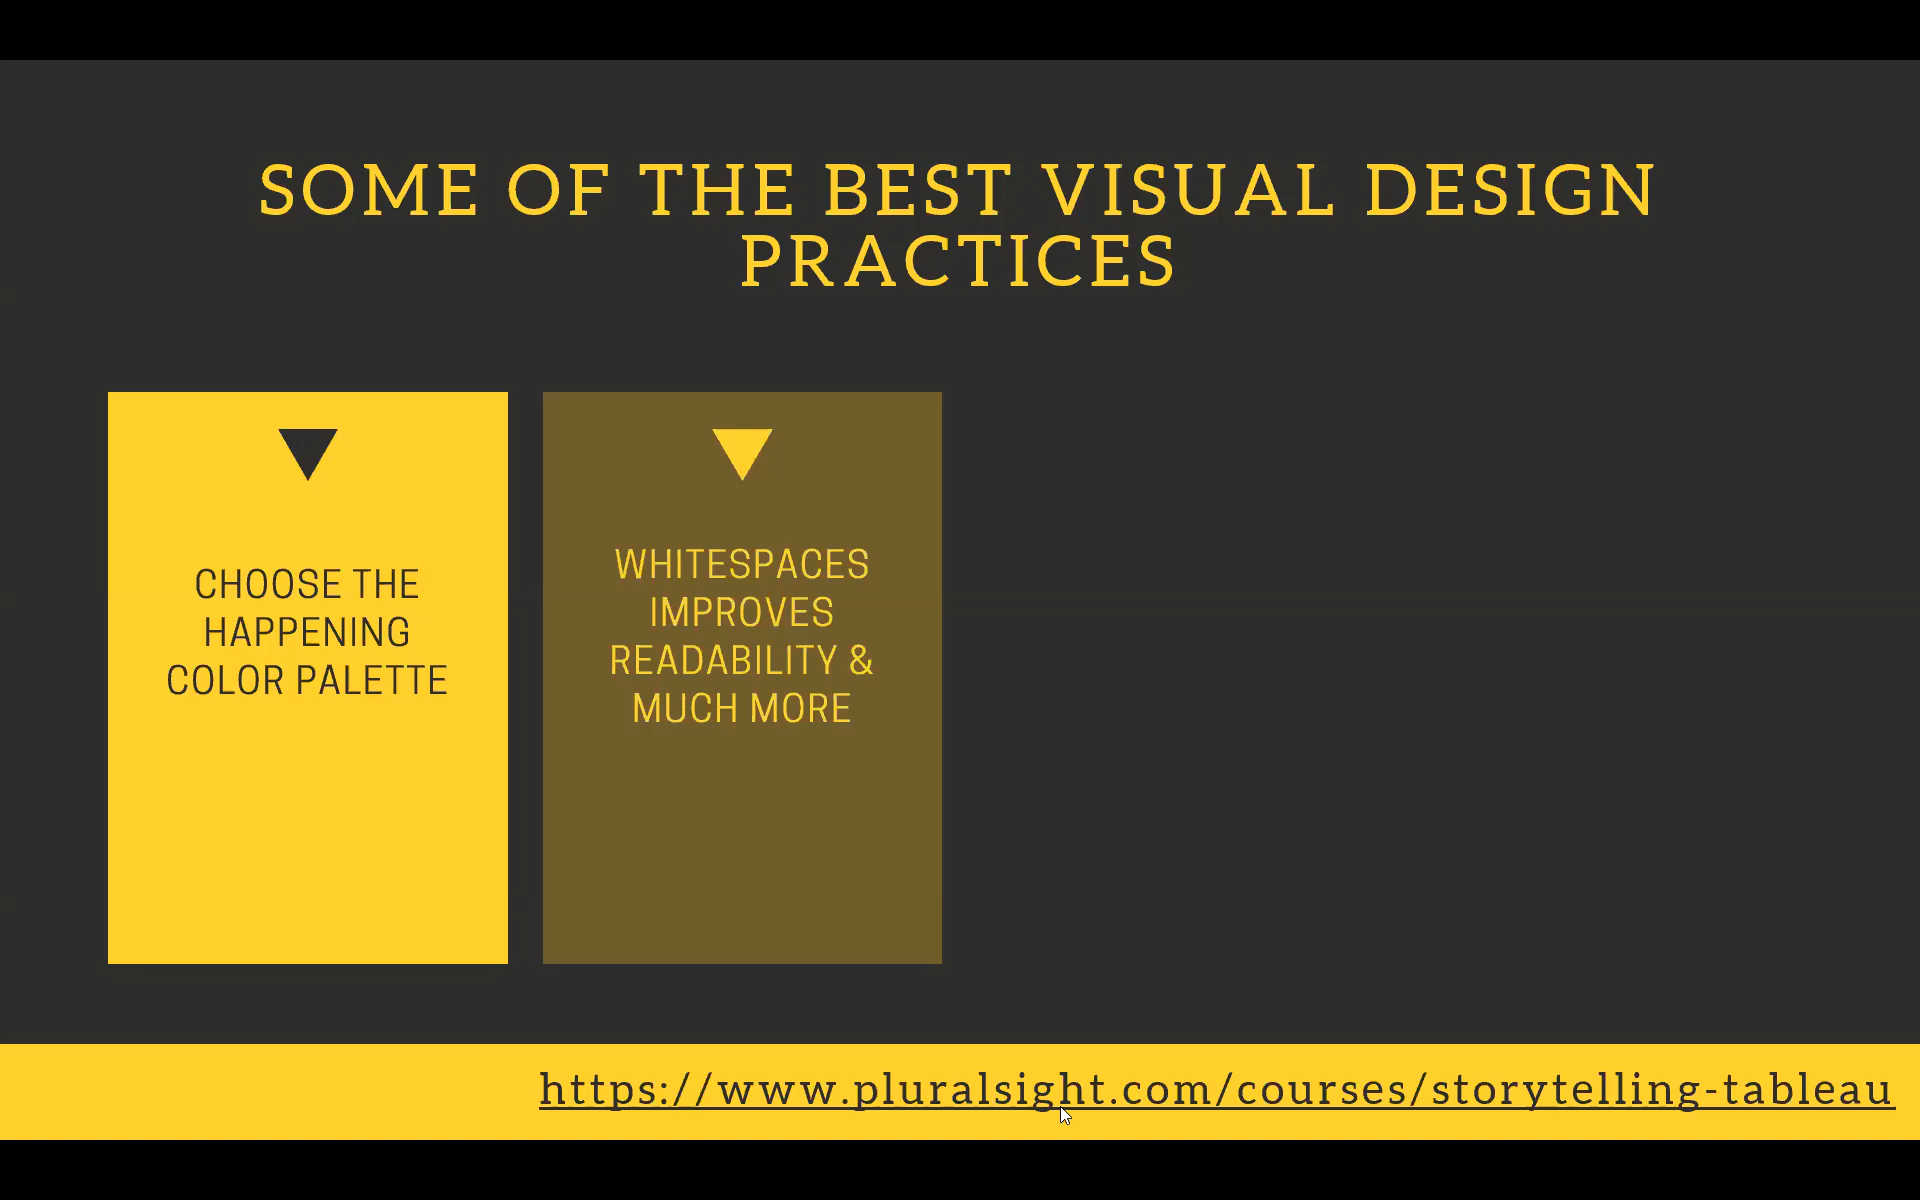 SOME OF THE BEST VISUAL DESIGN
PRACTICES
CHOOSE THE
HAPPENING
COLOR PALETTE
WHITESPACES
IMPROVES
READABILITY &
MUCH MORE
https://www.pluralsight.com/courses/storytelling-tableau